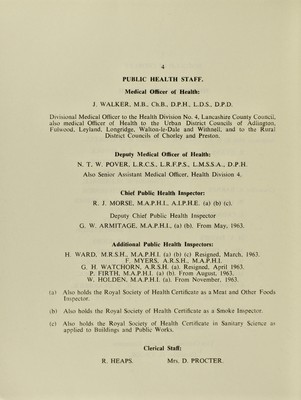 4
PUBLIC HEALTH STAFF.
Medical Officer of Health:
J. WALKER, M.B., Ch.B., D.P.H., L.D.S., D.P.D.
Divisional Medical Officer to the Health Division No. 4, Lancashire County Council,
also medical Officer of Health to the Urban District Councils of Adlington,
Fulwood, Leyland, Longridge, Walton-le-Dale and Withnell, and to the Rural
District Councils of Chorley and Preston.
Deputy Medical Officer of Health:
N. T. W. POVER, L.R.C.S., L.R.F.P.S., L.M.S.S.A., D.P.H.
Also Senior Assistant Medical Officer, Health Division 4.
Chief Public Health Inspector:
R. J. MORSE, M.A.P.H.I., A.I.P.H.E. (a) (b) (c).
Deputy Chief Public Health Inspector
G. W. ARMITAGE, M.A.P.H.I., (a) (b). From May, 1963.
Additional Public Health Inspectors:
H. WARD, M.R.S.H., M.A.P.H.I. (a) (b) (c) Resigned, March, 1963.
F. MYERS, A.R.S.H., M.A.P.H.I.
G. H. WATCHORN, A.R.S.H. (a). Resigned, April 1963.
P. FIRTH, M.A.P.H.I. (a) (b). From August, 1963.
W. HOLDEN, M.A.P.H.I. (a). From November, 1963.
(a) Also holds the Royal Society of Health Certificate as a Meat and Other Foods
Inspector.
(b) Also holds the Royal Society of Health Certificate as a Smoke Inspector.
(c) Also holds the Royal Society of Health Certificate in Sanitary Science as
applied to Buildings and Public Works.
Clerical Staff:
R. HEAPS. Mrs. D. PROCTER.